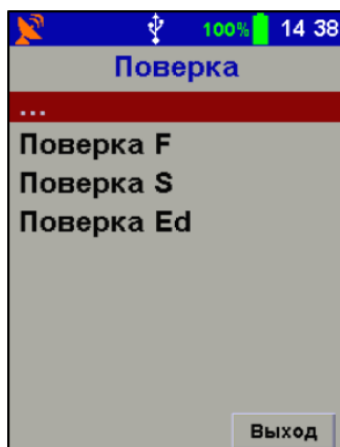 100% 14 38
Поверка
...
Поверка F
Поверка S
Поверка Ed
Выход